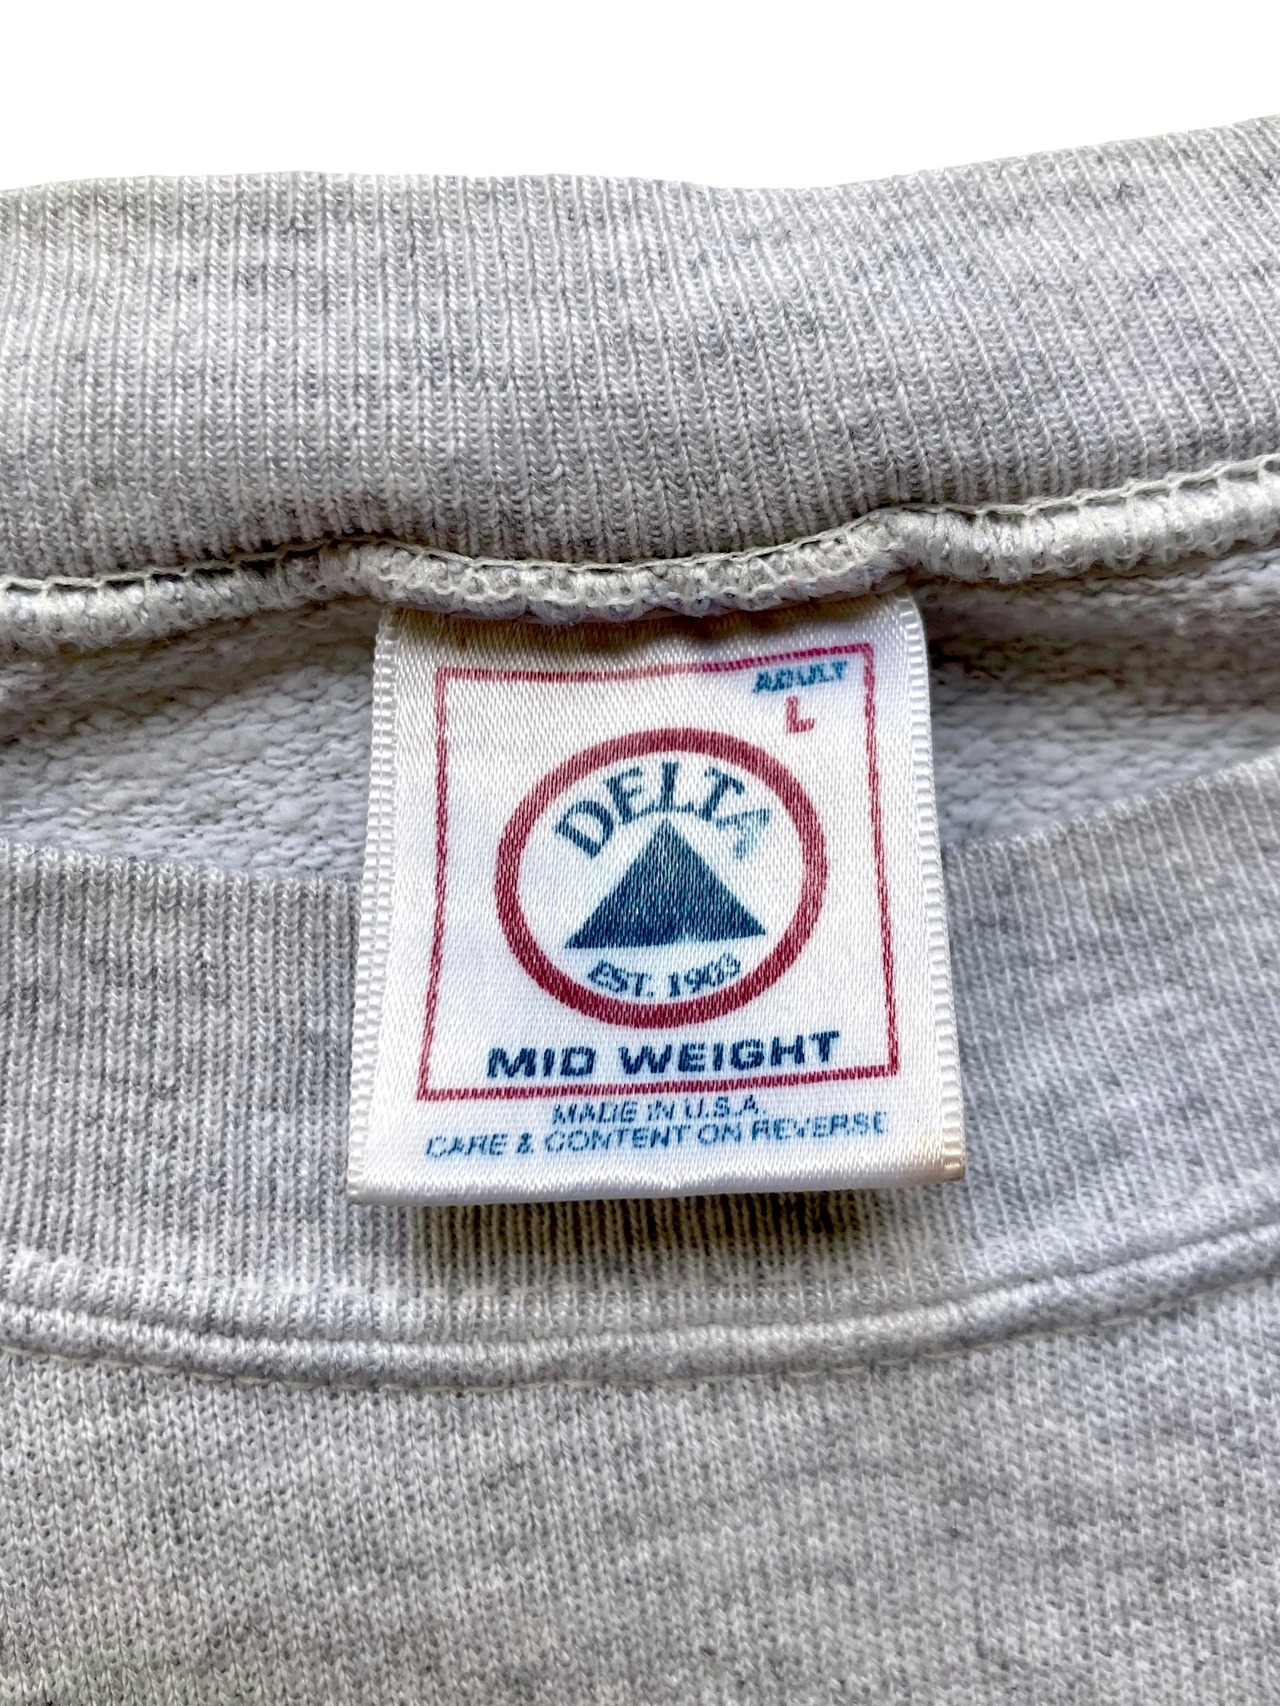 ADULT
L
DELTA
EST. 1903
MID WEIGHT
MADE IN U.S.A.
CARE & CONTENT ON REVERSE